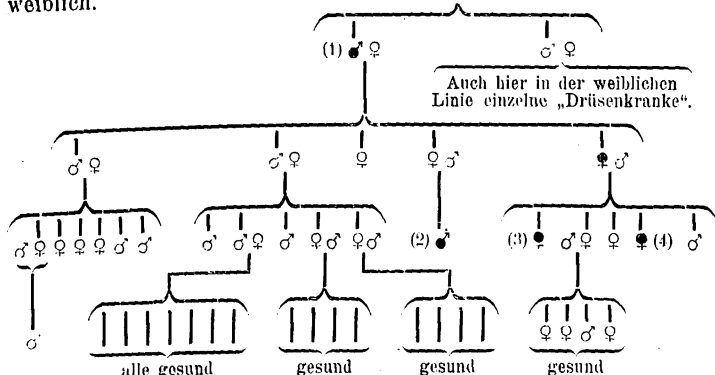 weiblich.
(1) ♂ ♀ ♂ ♀
Auch hier in der weiblichen
Linie einzelne „Drüsenkranke“.
♂ ♀ ♂ ♀ ♀ ♀ ♂ ♀ ♂
♂ ♀ ♀ ♀ ♀ ♂ ♂ ♂ ♂ ♀ ♂ ♀ ♂ ♀ ♂ (2) ♂ (3) ♀ ♂ ♀ ♀ ♀ (4) ♂
♂ ♀ ♀ ♂ ♀
alle gesund gesund gesund gesund